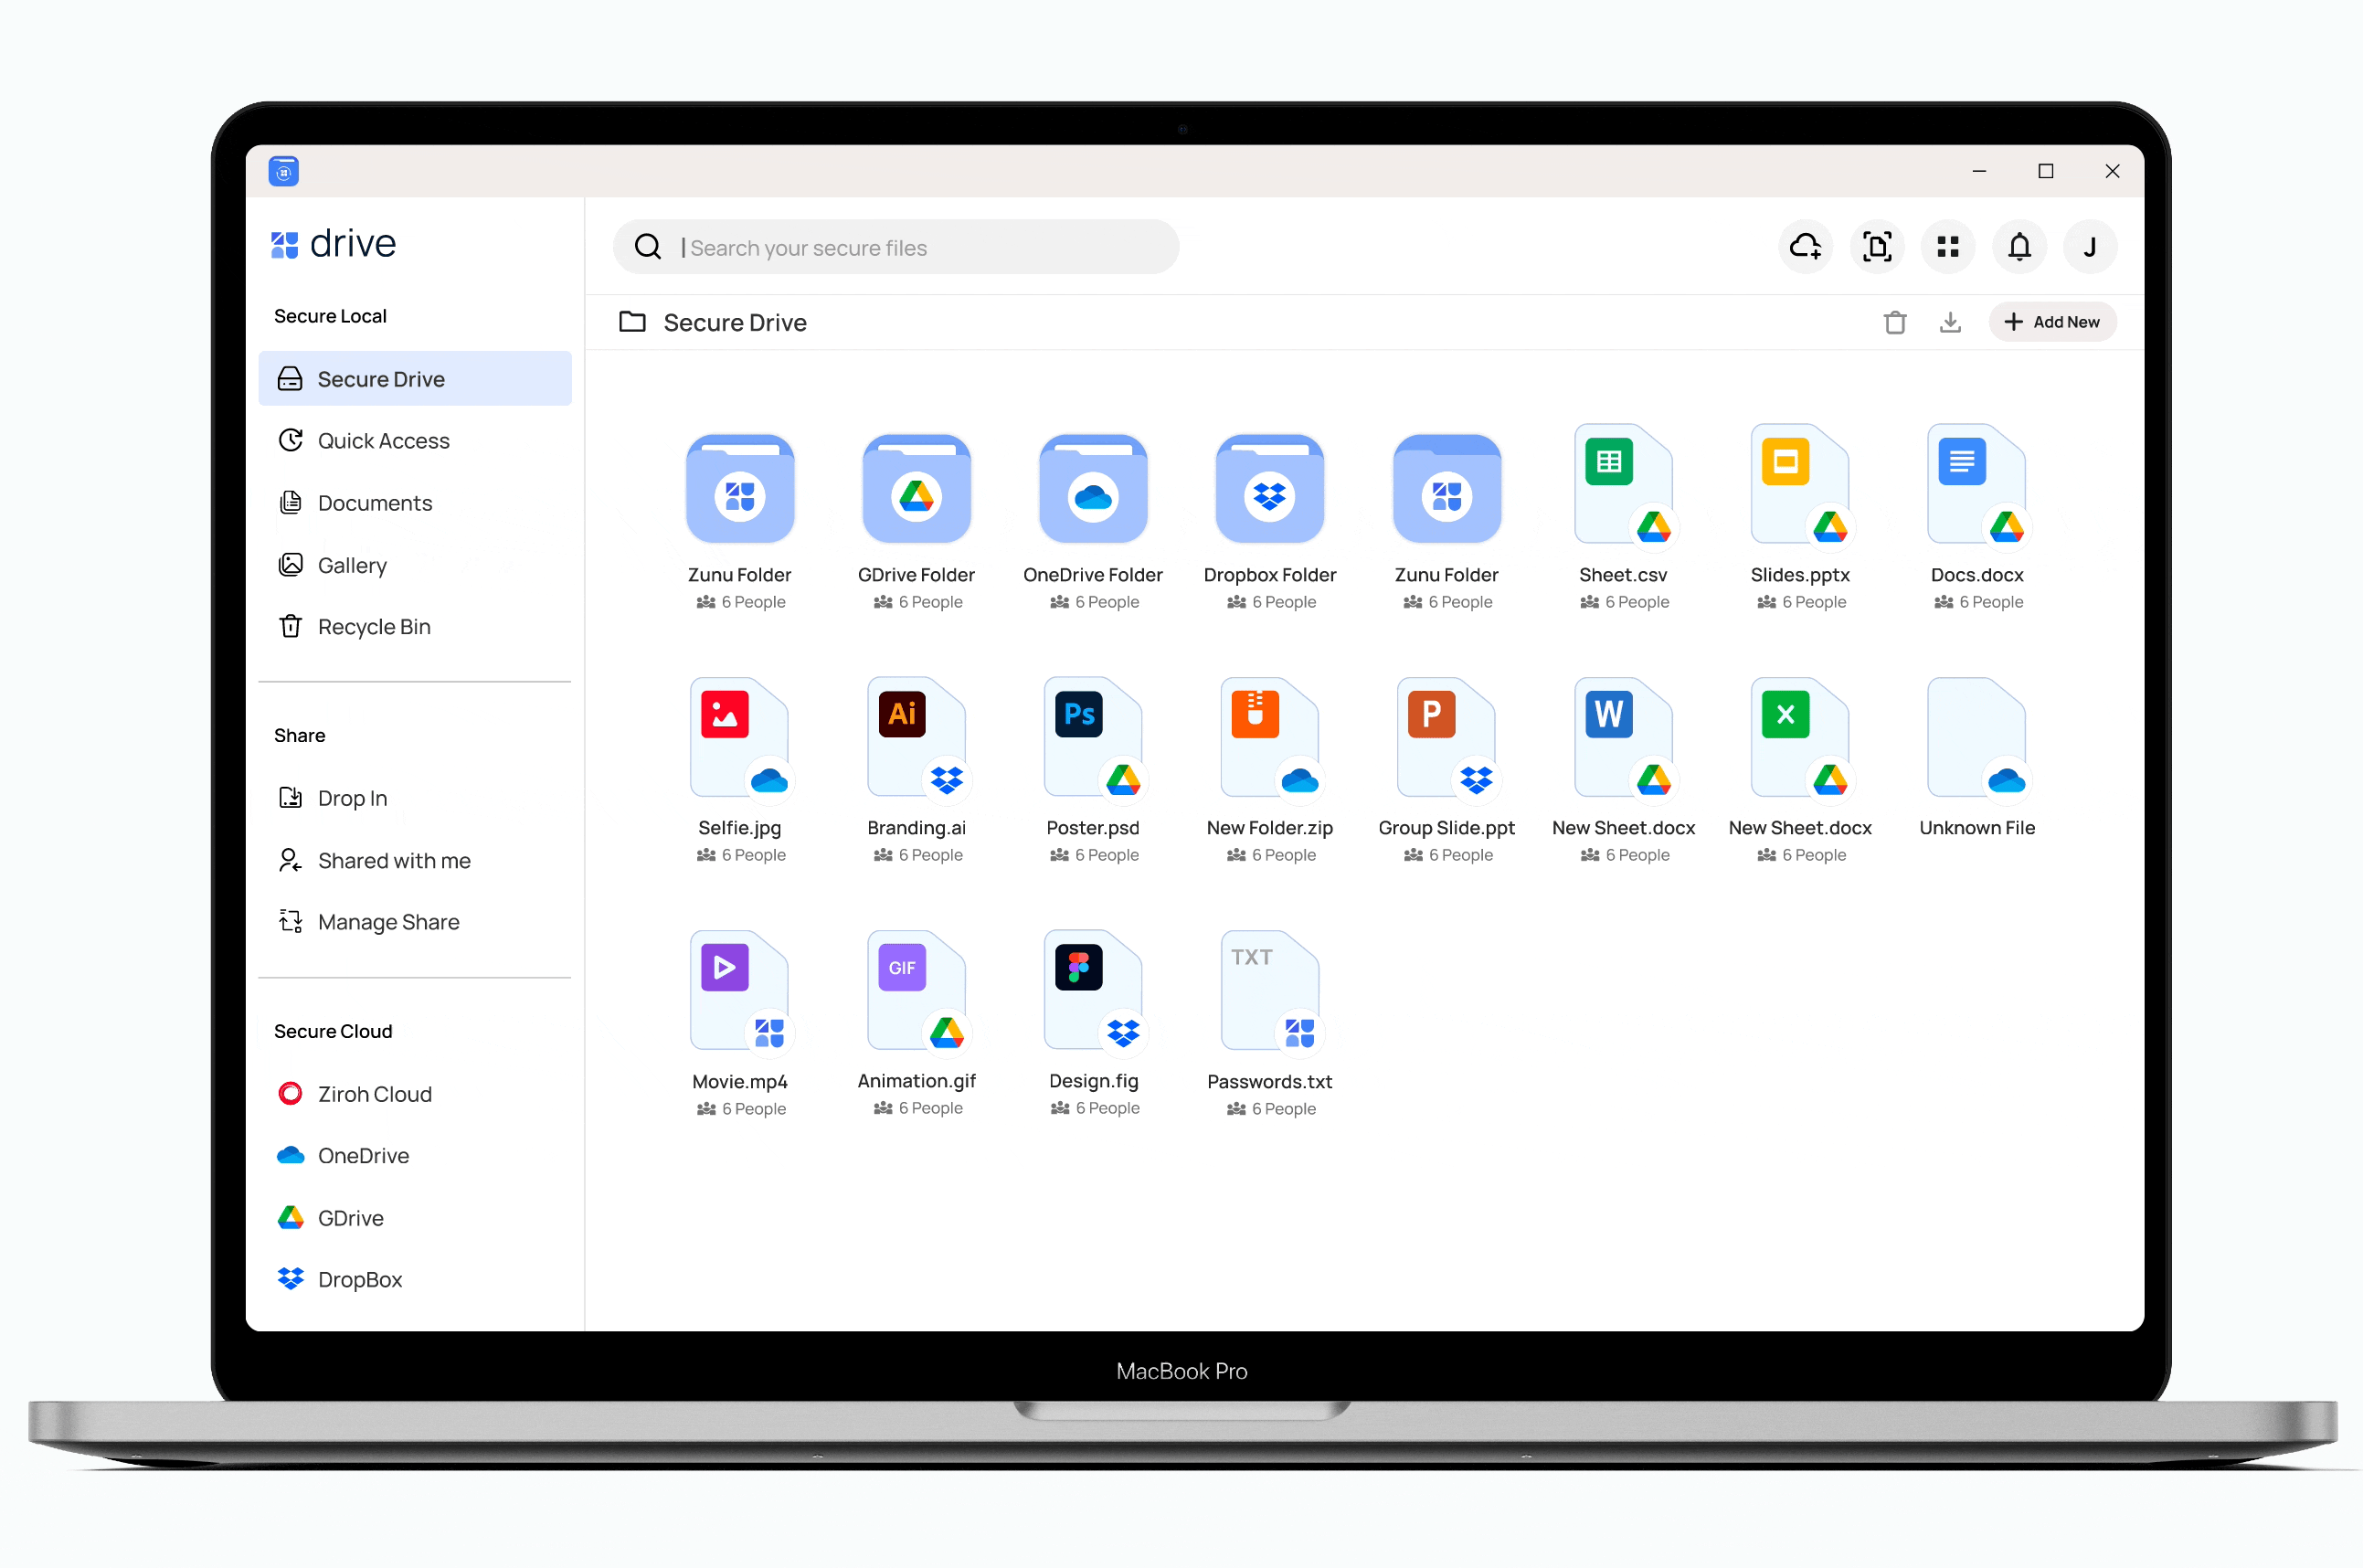 drive
Search your secure files
J
Secure Local
Secure Drive
Add New
Secure Drive
Quick Access
Documents
Gallery
Recycle Bin
Share
Drop In
Shared with me
Manage Share
Secure Cloud
Ziroh Cloud
OneDrive
GDrive
DropBox
Zunu Folder GDrive Folder OneDrive Folder Dropbox Folder Zunu Folder Sheet.csv Slides.pptx Docs.docx
6 People 6 People 6 People 6 People 6 People 6 People 6 People 6 People
Ai Ps P W X
Selfie.jpg Branding.ai Poster.psd New Folder.zip Group Slide.ppt New Sheet.docx New Sheet.docx Unknown File
6 People 6 People 6 People 6 People 6 People 6 People 6 People
GIF TXT
Movie.mp4 Animation.gif Design.fig Passwords.txt
6 People 6 People 6 People 6 People
MacBook Pro